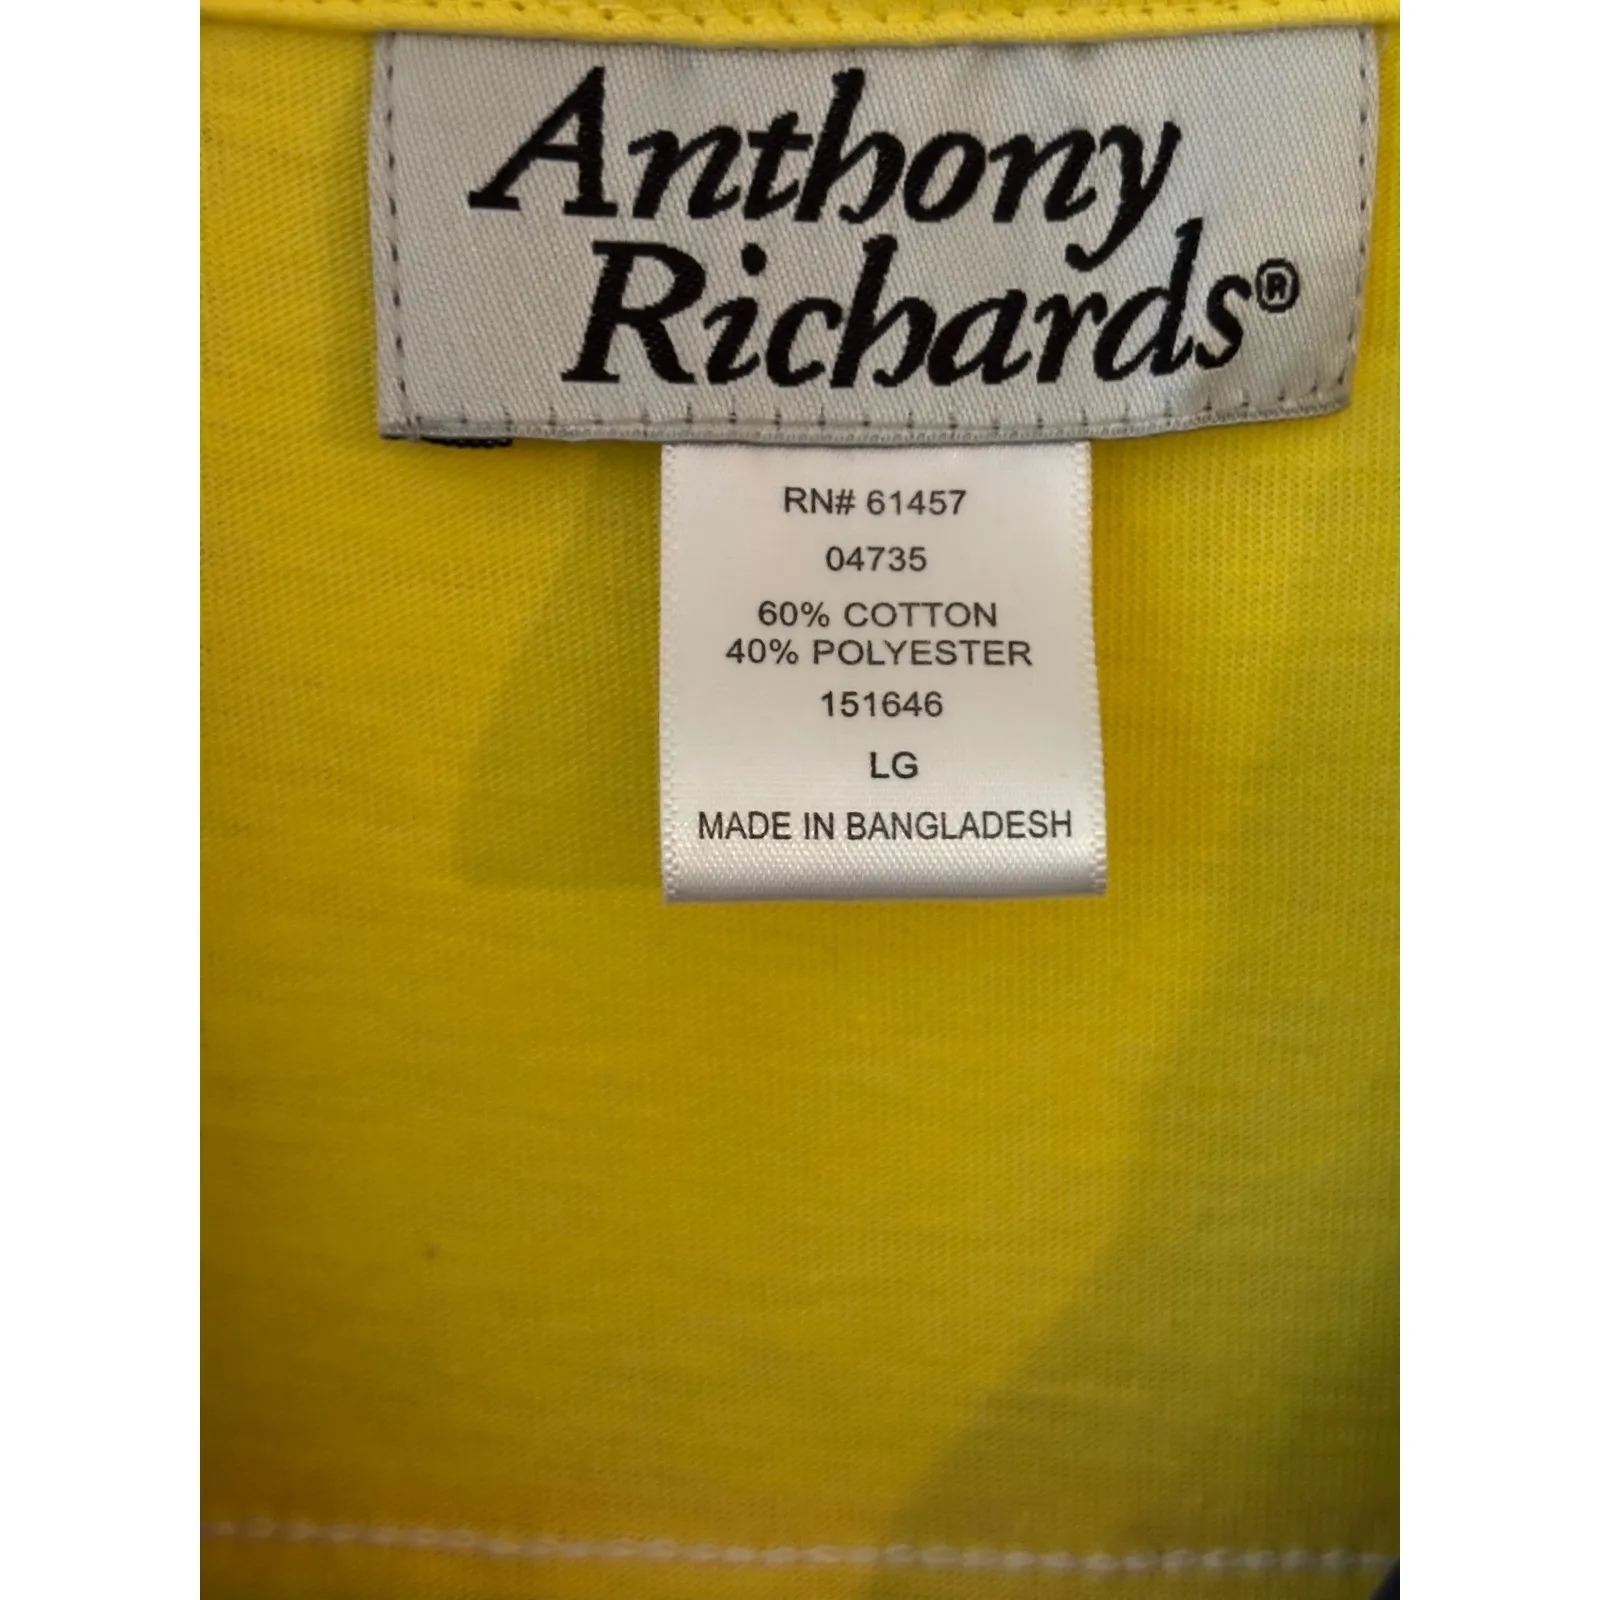 Anthony
Richards®
RN# 61457
04735
60% COTTON
40% POLYESTER
151646
LG
MADE IN BANGLADESH